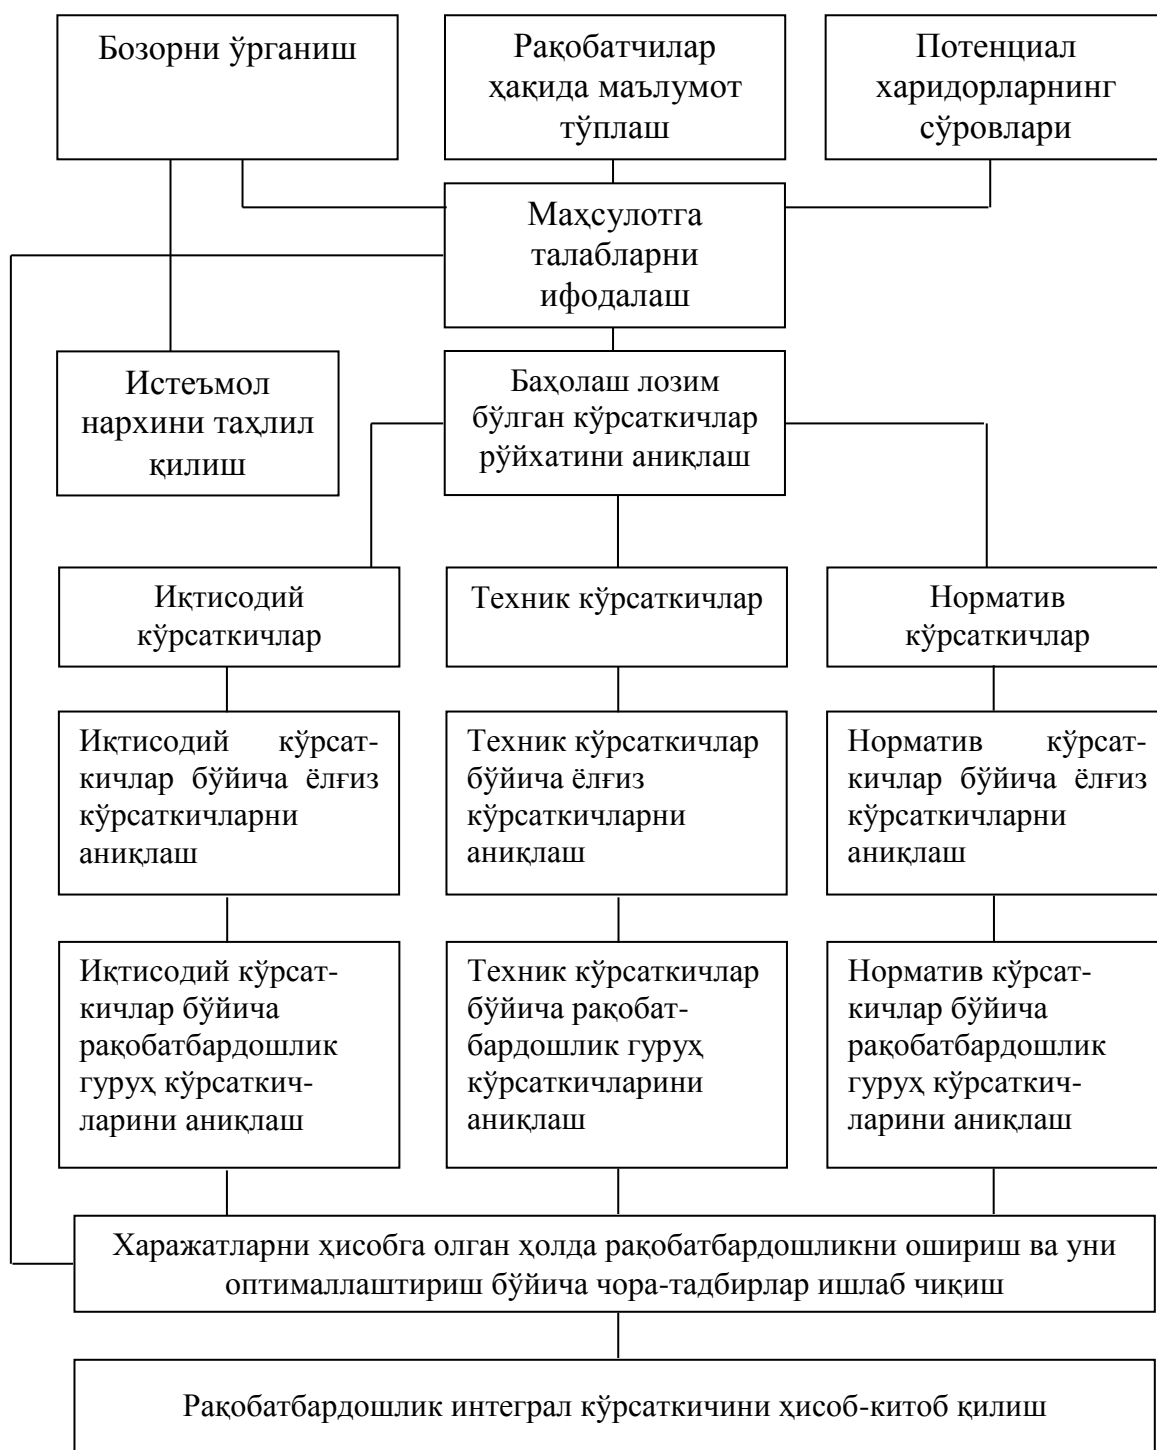 Бозорни ўрганиш
Рақобатчилар
ҳақида маълумот
тўплаш
Потенциал
харидорларнинг
сўровлари
Маҳсулотга
талабларни
ифодалаш
Истеъмол
нархини таҳлил
қилиш
Баҳолаш лозим
бўлган кўрсаткичлар
рўйхатини аниқлаш
Иқтисодий
кўрсаткичлар
Техник кўрсаткичлар
Норматив
кўрсаткичлар
Иқтисодий кўрсат-
кичлар бўйича ёлғиз
кўрсаткичларни
аниқлаш
Техник кўрсаткичлар
бўйича ёлғиз
кўрсаткичларни
аниқлаш
Норматив кўрсат-
кичлар бўйича ёлғиз
кўрсаткичларни
аниқлаш
Иқтисодий кўрсат-
кичлар бўйича
рақобатбардошлик
гуруҳ кўрсаткич-
ларини аниқлаш
Техник кўрсаткичлар
бўйича рақобат-
бардошлик гуруҳ
кўрсаткичларини
аниқлаш
Норматив кўрсат-
кичлар бўйича
рақобатбардошлик
гуруҳ кўрсаткич-
ларини аниқлаш
Харажатларни ҳисобга олган ҳолда рақобатбардошликни ошириш ва уни
оптималлаштириш бўйича чора-тадбирлар ишлаб чиқиш
Рақобатбардошлик интеграл кўрсаткичини ҳисоб-китоб қилиш